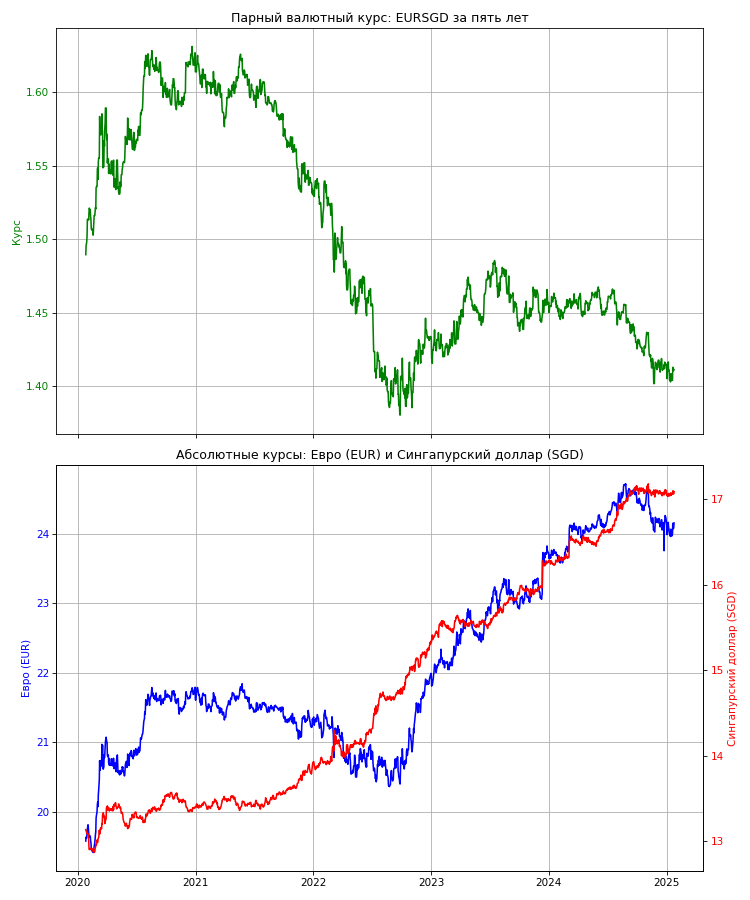 Парный валютный курс: EURSGD за пять лет
1.60
1.55
1.50
1.45
1.40
Курс
Абсолютные курсы: Евро (EUR) и Сингапурский доллар (SGD)
24
23
22
21
20
Евро (EUR)
17
16
15
14
13
Сингапурский доллар (SGD)
2020 2021 2022 2023 2024 2025